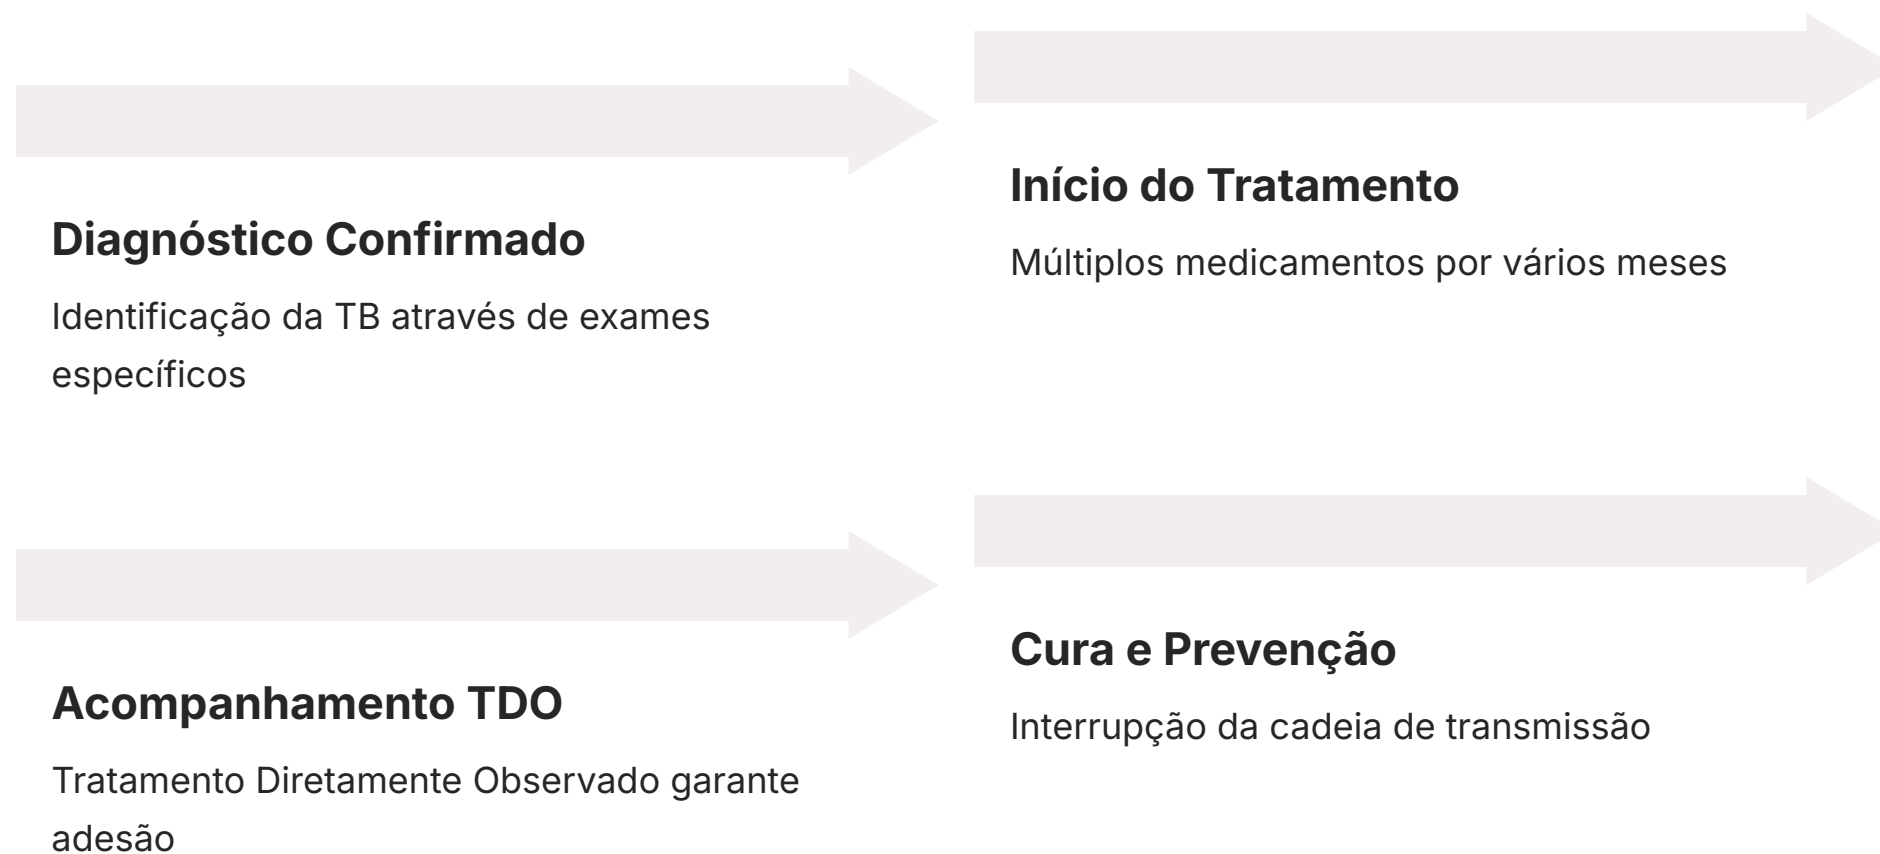 Diagnóstico Confirmado
Identificação da TB através de exames
específicos
Início do Tratamento
Múltiplos medicamentos por vários meses
Acompanhamento TDO
Tratamento Diretamente Observado garante
adesão
Cura e Prevenção
Interrupção da cadeia de transmissão